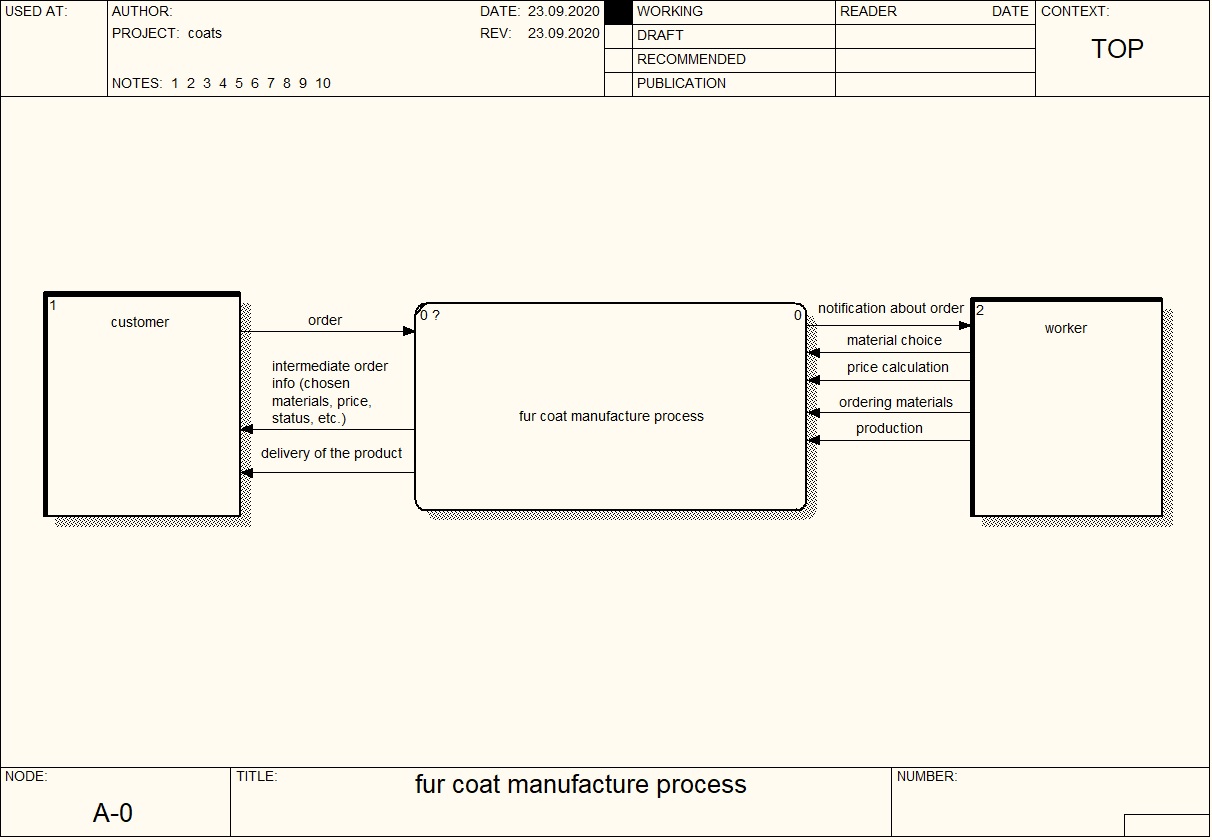 USED AT:
AUTHOR:
DATE: 23.09.2020
PROJECT: coats
REV: 23.09.2020
NOTES: 1 2 3 4 5 6 7 8 9 10
WORKING
DRAFT
RECOMMENDED
PUBLICATION
READER
DATE
CONTEXT:
TOP
1
customer
order
intermediate order
info (chosen
materials, price,
status, etc.)
delivery of the product
0 ?
0
fur coat manufacture process
notification about order
material choice
price calculation
ordering materials
production
2
worker
NODE:
A-0
TITLE:
fur coat manufacture process
NUMBER: